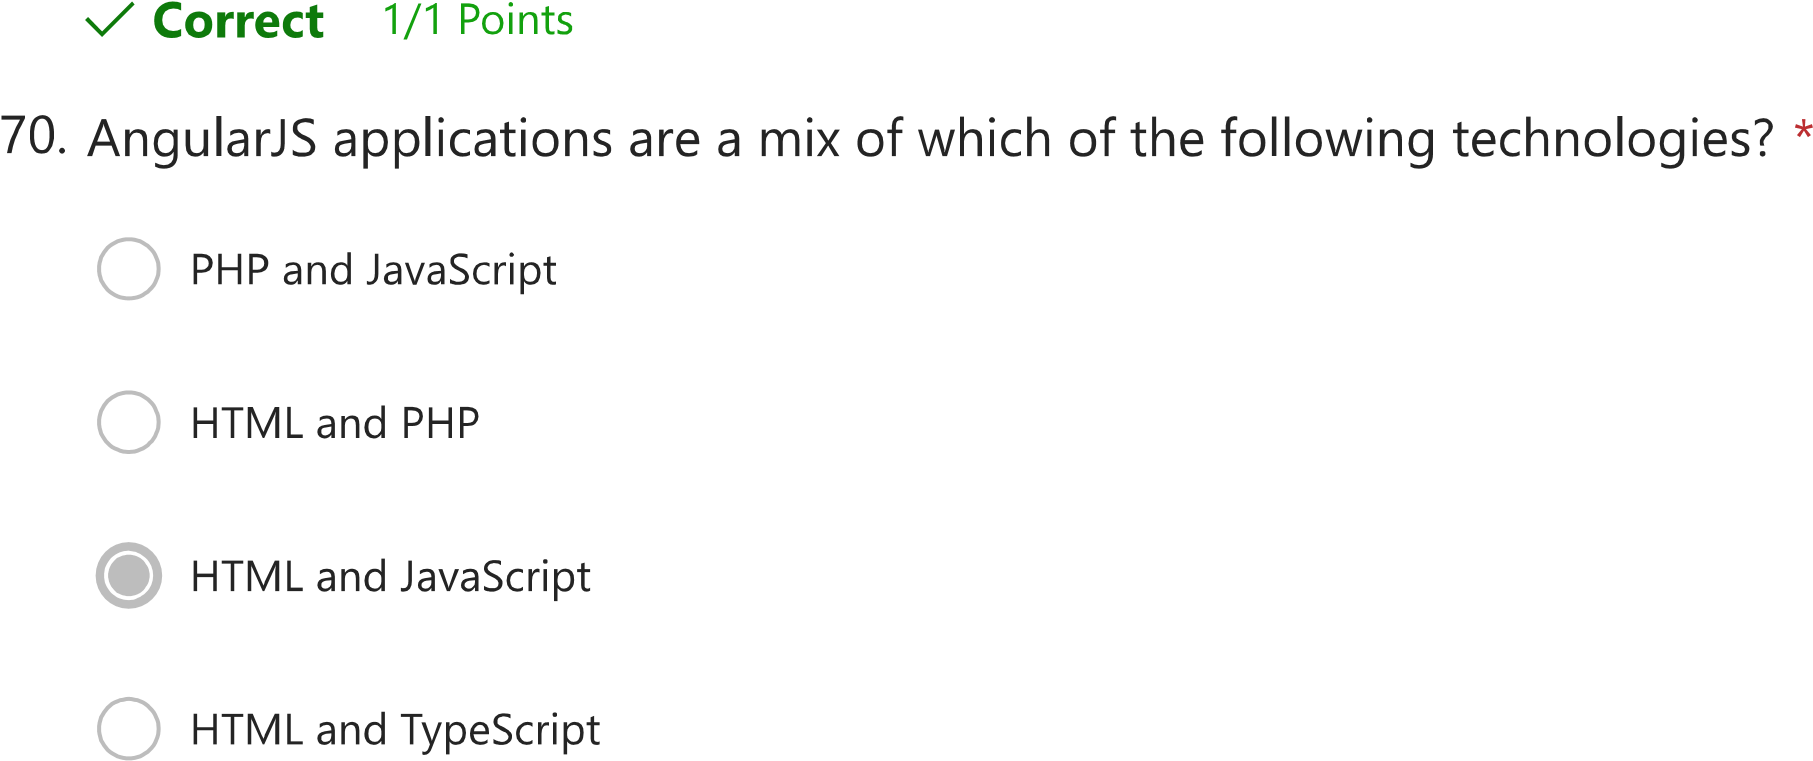 Correct 1/1 Points
70. AngularJS applications are a mix of which of the following technologies? *
PHP and JavaScript
HTML and PHP
HTML and JavaScript
HTML and TypeScript